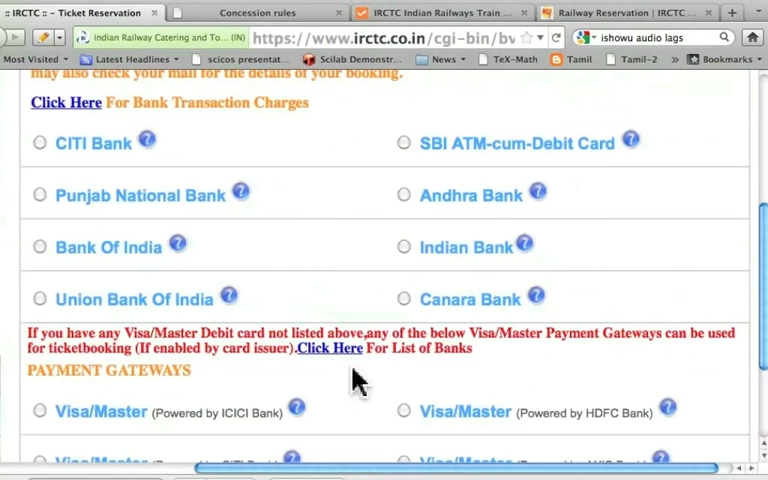 :: IRCTC :: - Ticket Reservation
Concession rules
IRCTC Indian Railways Train ...
Railway Reservation | IRCTC ...
Indian Railway Catering and To... (IN)
https://www.irctc.co.in/cgi-bin/bv
ishowu audio lags
Most Visited
Latest Headlines
scicos presentat...
Scilab Demonstr...
News
TeX-Math
Tamil
Tamil-2
»
Bookmarks
may also check your mail for the details of your booking.
Click Here For Bank Transaction Charges
CITI Bank ?
SBI ATM-cum-Debit Card ?
Punjab National Bank ?
Andhra Bank ?
Bank Of India ?
Indian Bank ?
Union Bank Of India ?
Canara Bank ?
If you have any Visa/Master Debit card not listed above,any of the below Visa/Master Payment Gateways can be used
for ticketbooking (If enabled by card issuer).Click Here For List of Banks
PAYMENT GATEWAYS
Visa/Master (Powered by ICICI Bank) ?
Visa/Master (Powered by HDFC Bank) ?